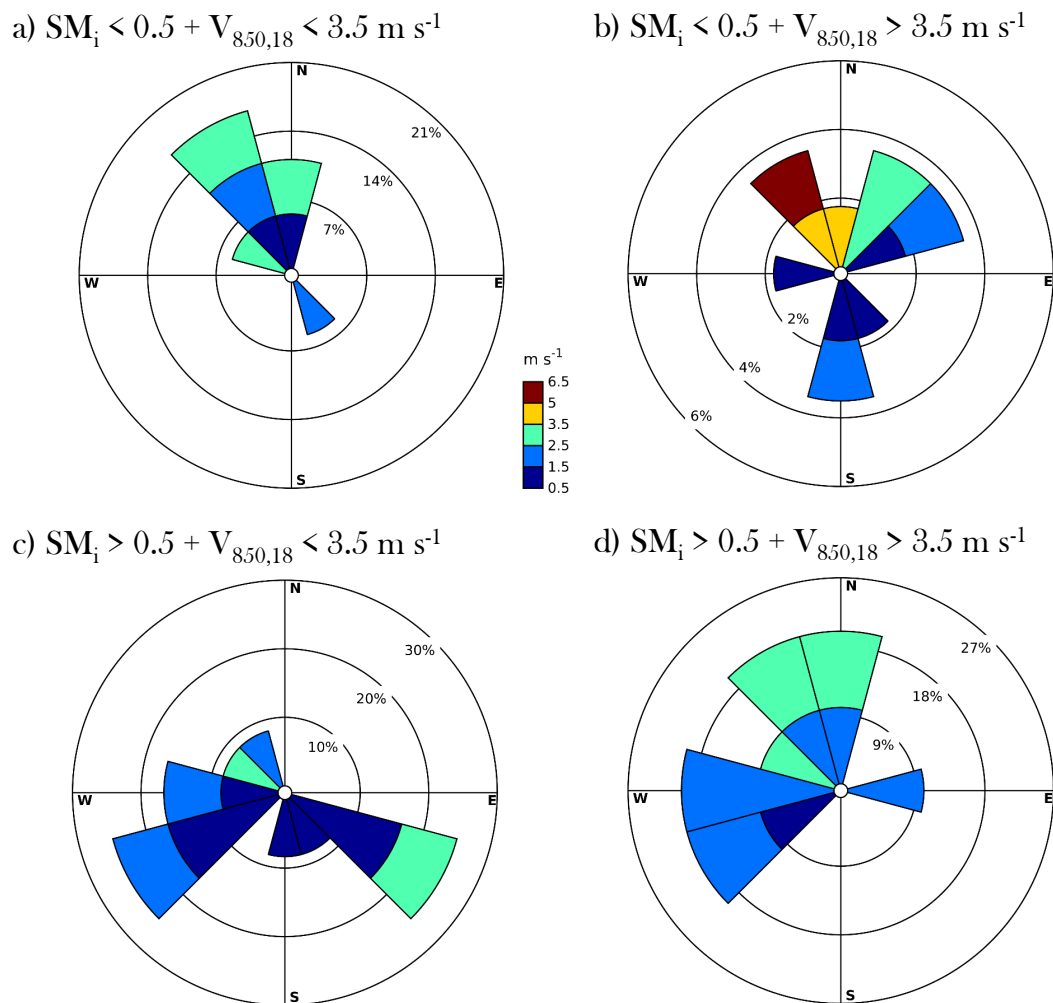 a) SMᵢ < 0.5 + V₈₅₀,₁₈ < 3.5 m s⁻¹
N
21%
14%
7%
W
E
S
b) SMᵢ < 0.5 + V₈₅₀,₁₈ > 3.5 m s⁻¹
N
W
E
2%
4%
6%
S
m s⁻¹
6.5
5
3.5
2.5
1.5
0.5
c) SMᵢ > 0.5 + V₈₅₀,₁₈ < 3.5 m s⁻¹
N
30%
20%
10%
W
E
S
d) SMᵢ > 0.5 + V₈₅₀,₁₈ > 3.5 m s⁻¹
N
27%
18%
9%
W
E
S